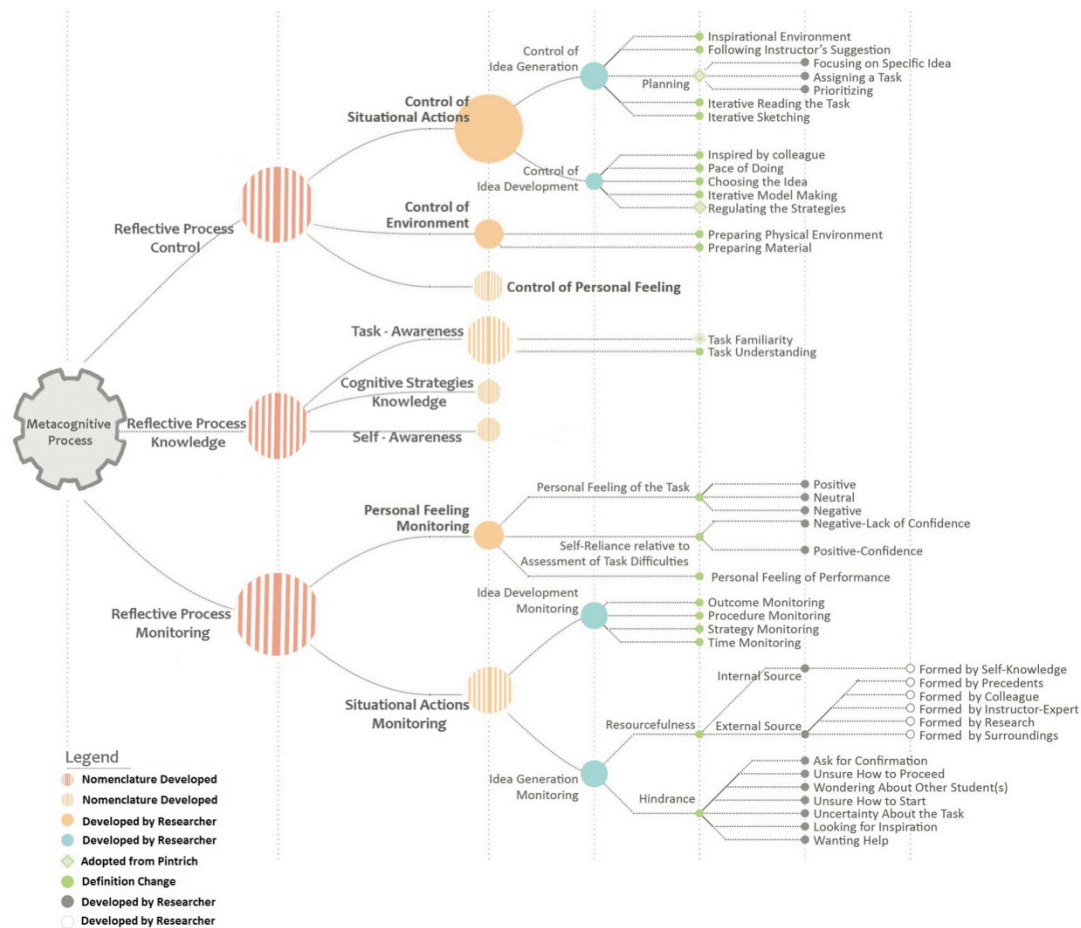 Inspirational Environment
Control of
Idea Generation
Following Instructor's Suggestion
Planning
Focusing on Specific Idea
Assigning a Task
Prioritizing
Control of
Situational Actions
Iterative Reading the Task
Iterative Sketching
Control of
Idea Development
Inspired by colleague
Pace of Doing
Choosing the Idea
Iterative Model Making
Regulating the Strategies
Reflective Process
Control
Control of
Environment
Preparing Physical Environment
Preparing Material
Control of Personal Feeling
Task - Awareness
Task Familiarity
Task Understanding
Cognitive Strategies
Knowledge
Metacognitive
Process
Reflective Process
Knowledge
Self - Awareness
Personal Feeling
Monitoring
Personal Feeling of the Task
Positive
Neutral
Negative
Self-Reliance relative to
Assessment of Task Difficulties
Negative-Lack of Confidence
Positive-Confidence
Personal Feeling of Performance
Reflective Process
Monitoring
Idea Development
Monitoring
Outcome Monitoring
Procedure Monitoring
Strategy Monitoring
Time Monitoring
Situational Actions
Monitoring
Idea Generation
Monitoring
Resourcefulness
Internal Source
Formed by Self-Knowledge
External Source
Formed by Precedents
Formed by Colleague
Formed by Instructor-Expert
Formed by Research
Formed by Surroundings
Hindrance
Ask for Confirmation
Unsure How to Proceed
Wondering About Other Student(s)
Unsure How to Start
Uncertainty About the Task
Looking for Inspiration
Wanting Help
Legend
Nomenclature Developed
Nomenclature Developed
Developed by Researcher
Developed by Researcher
Adopted from Pintrich
Definition Change
Developed by Researcher
Developed by Researcher